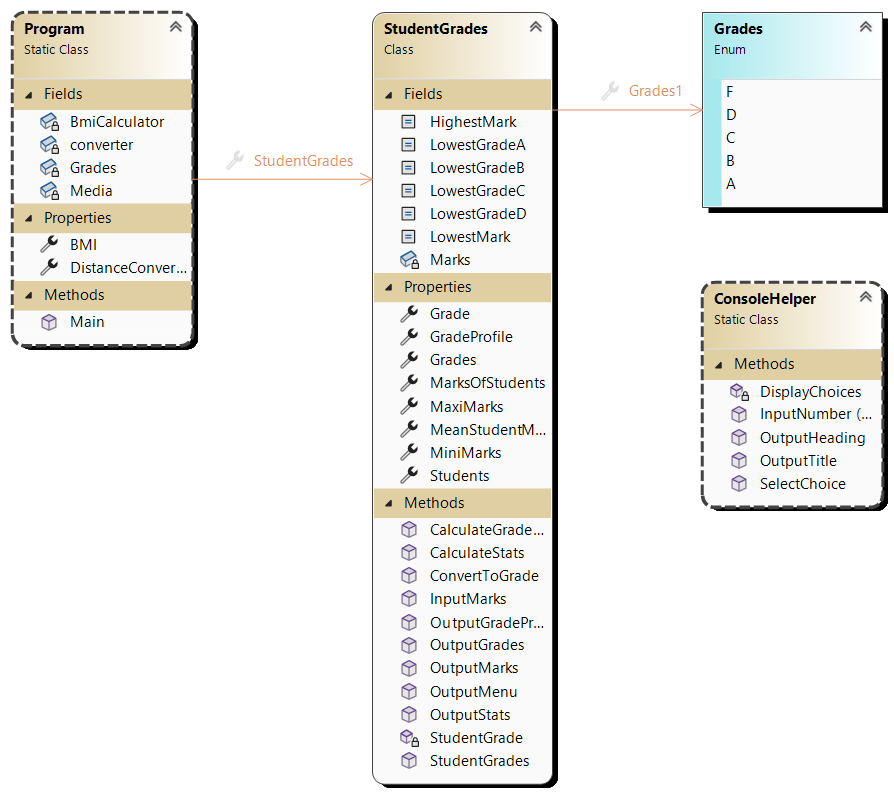 Program
Static Class
Fields
BmiCalculator
converter
Grades
Media
Properties
BMI
DistanceConver...
Methods
Main
StudentGrades
StudentGrades
Class
Fields
HighestMark
LowestGradeA
LowestGradeB
LowestGradeC
LowestGradeD
LowestMark
Marks
Properties
Grade
GradeProfile
Grades
MarksOfStudents
MaxiMarks
MeanStudentM...
MiniMarks
Students
Methods
CalculateGrade...
CalculateStats
ConvertToGrade
InputMarks
OutputGradePr...
OutputGrades
OutputMarks
OutputMenu
OutputStats
StudentGrade
StudentGrades
Grades1
Grades
Enum
F
D
C
B
A
ConsoleHelper
Static Class
Methods
DisplayChoices
InputNumber (...
OutputHeading
OutputTitle
SelectChoice